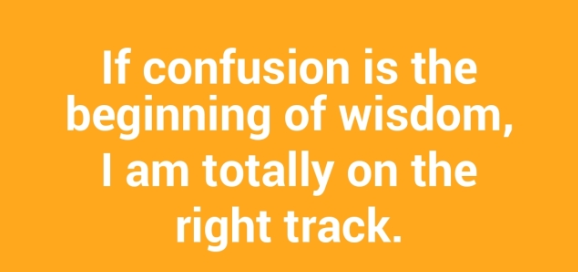 If confusion is the
beginning of wisdom,
I am totally on the
right track.